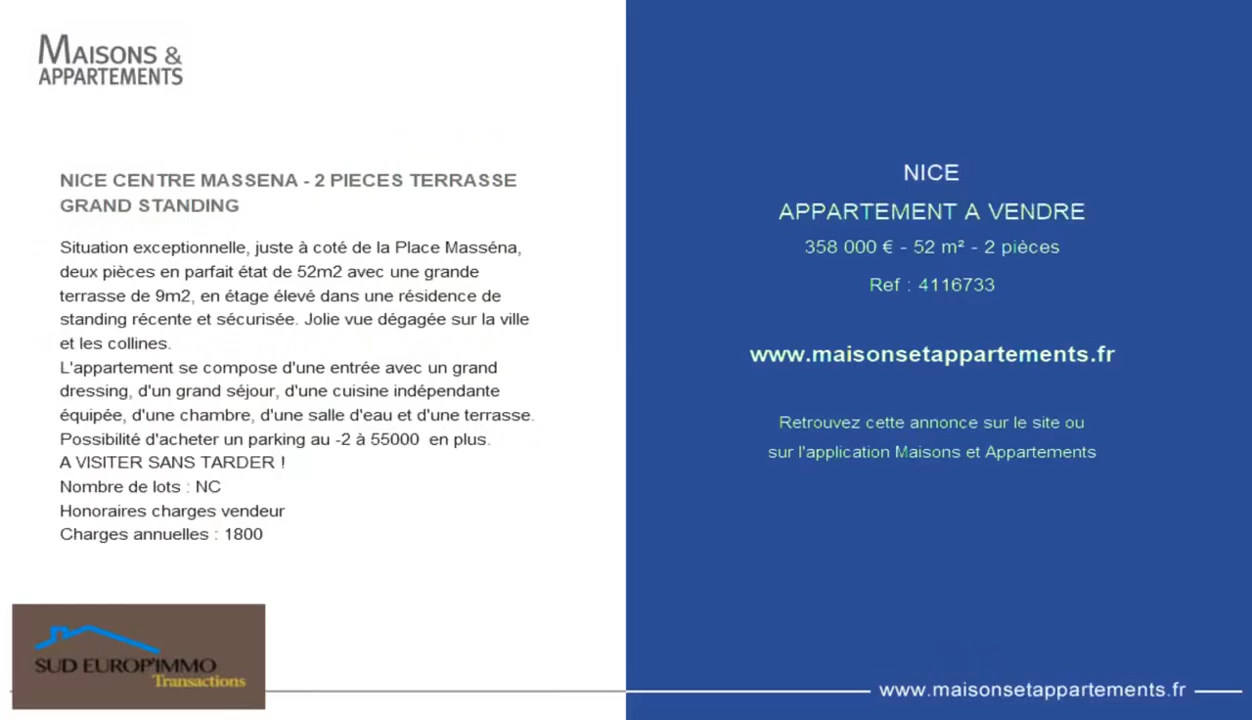 MAISONS &
APPARTEMENTS
NICE CENTRE MASSENA - 2 PIECES TERRASSE
GRAND STANDING
Situation exceptionnelle, juste à coté de la Place Masséna,
deux pièces en parfait état de 52m2 avec une grande
terrasse de 9m2, en étage élevé dans une résidence de
standing récente et sécurisée. Jolie vue dégagée sur la ville
et les collines.
L'appartement se compose d'une entrée avec un grand
dressing, d'un grand séjour, d'une cuisine indépendante
équipée, d'une chambre, d'une salle d'eau et d'une terrasse.
Possibilité d'acheter un parking au -2 à 55000  en plus.
A VISITER SANS TARDER !
Nombre de lots : NC
Honoraires charges vendeur
Charges annuelles : 1800
SUD EUROP'IMMO
Transactions
NICE
APPARTEMENT A VENDRE
358 000 € - 52 m² - 2 pièces
Ref : 4116733
www.maisonsetappartements.fr
Retrouvez cette annonce sur le site ou
sur l'application Maisons et Appartements
www.maisonsetappartements.fr